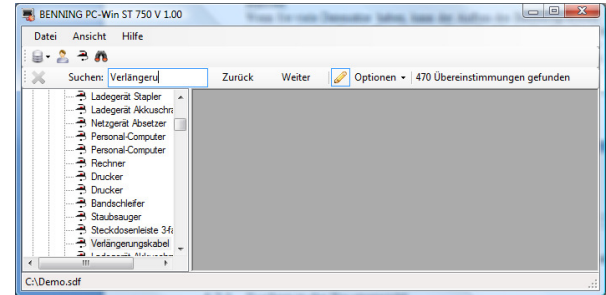 BENNING PC-Win ST 750 V 1.00
Datei Ansicht Hilfe
Suchen: Verlängeru Zurück Weiter Optionen 470 Übereinstimmungen gefunden
Ladegerät Stapler
Ladegerät Akkuschra
Netzgerät Absetzer
Personal-Computer
Personal-Computer
Rechner
Drucker
Drucker
Bandschleifer
Staubsauger
Steckdosenleiste 3-fa
Verlängerungskabel
C:\Demo.sdf